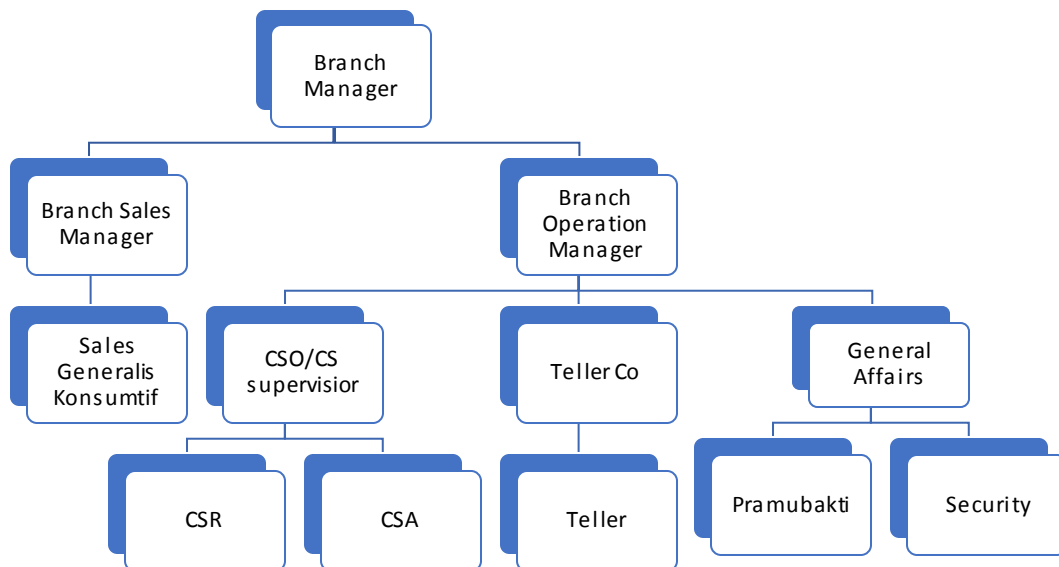 Branch
Manager
Branch Sales
Manager
Branch
Operation
Manager
Sales
Generalis
Konsumtif
CSO/CS
supervisior
Teller Co
General
Affairs
CSR
CSA
Teller
Pramubakti
Security